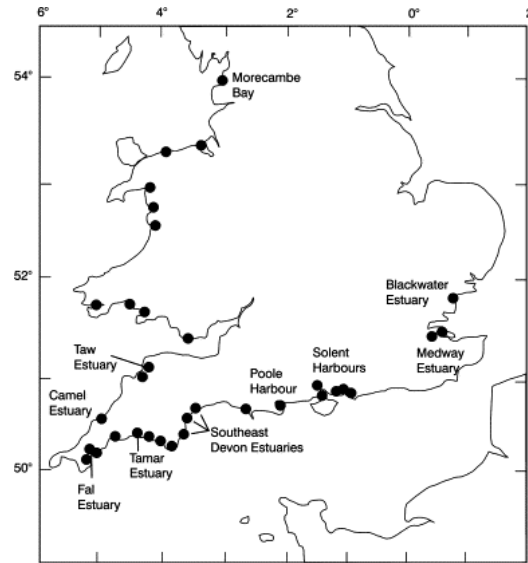 6°
4°
2°
0°
2
54°
Morecambe
Bay
52°
Blackwater
Estuary
Taw
Estuary
Solent
Harbours
Medway
Estuary
Poole
Harbour
Camel
Estuary
Southeast
Devon Estuaries
Tamar
Estuary
50°
Fal
Estuary